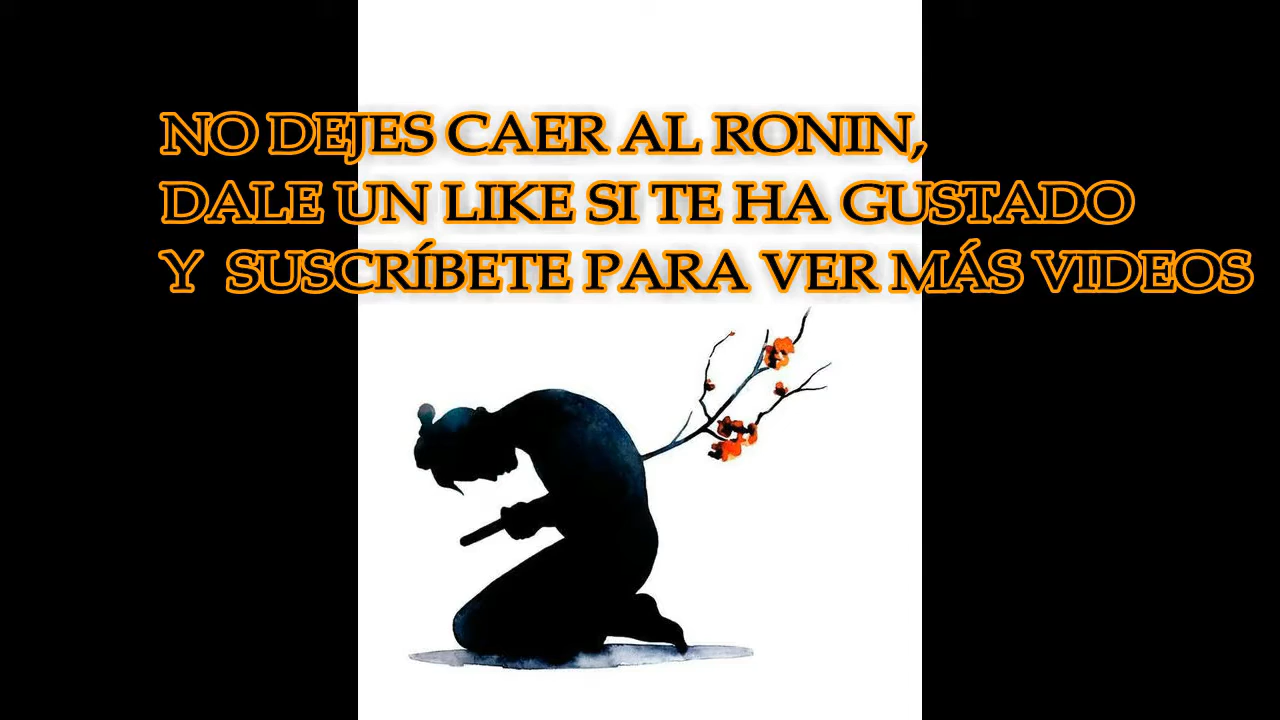 NO DEJES CAER AL RONIN,
DALE UN LIKE SI TE HA GUSTADO
Y SUSCRÍBETE PARA VER MÁS VIDEOS